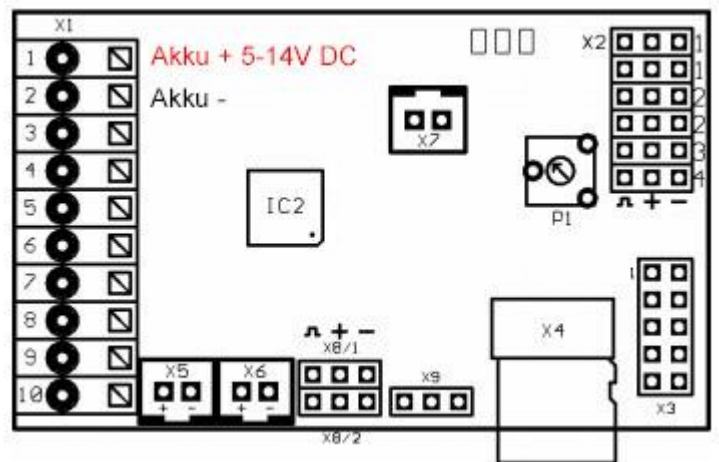 X1
1 Akku + 5-14V DC
2 Akku -
3
4
5
6
7
8
9
10
X2
1
1
2
2
3
4
+ -
X7
P1
IC2
1
X3
X4
+ -
X8/1
X8/2
X5
+ -
X6
+ -
X9